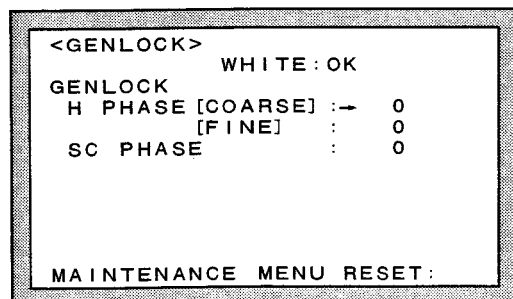 <GENLOCK>
WHITE:OK
GENLOCK
H PHASE [COARSE] :→ 0
[FINE] : 0
SC PHASE : 0
MAINTENANCE MENU RESET: